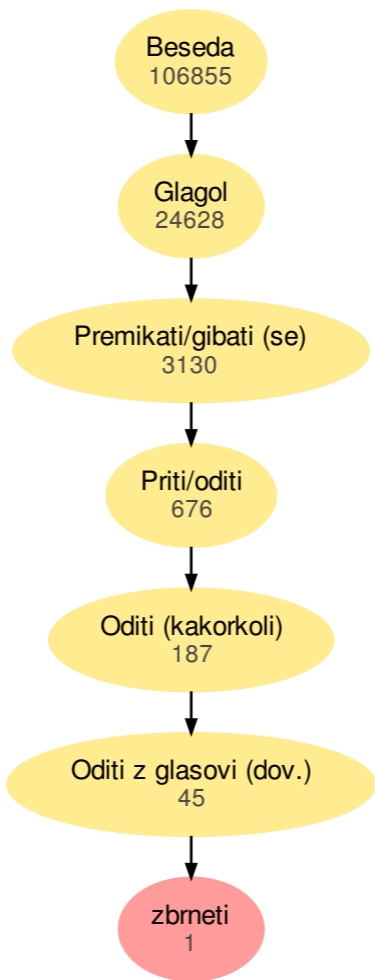 Beseda
106855
Glagol
24628
Premikati/gibati (se)
3130
Priti/oditi
676
Oditi (kakorkoli)
187
Oditi z glasovi (dov.)
45
zbrneti
1